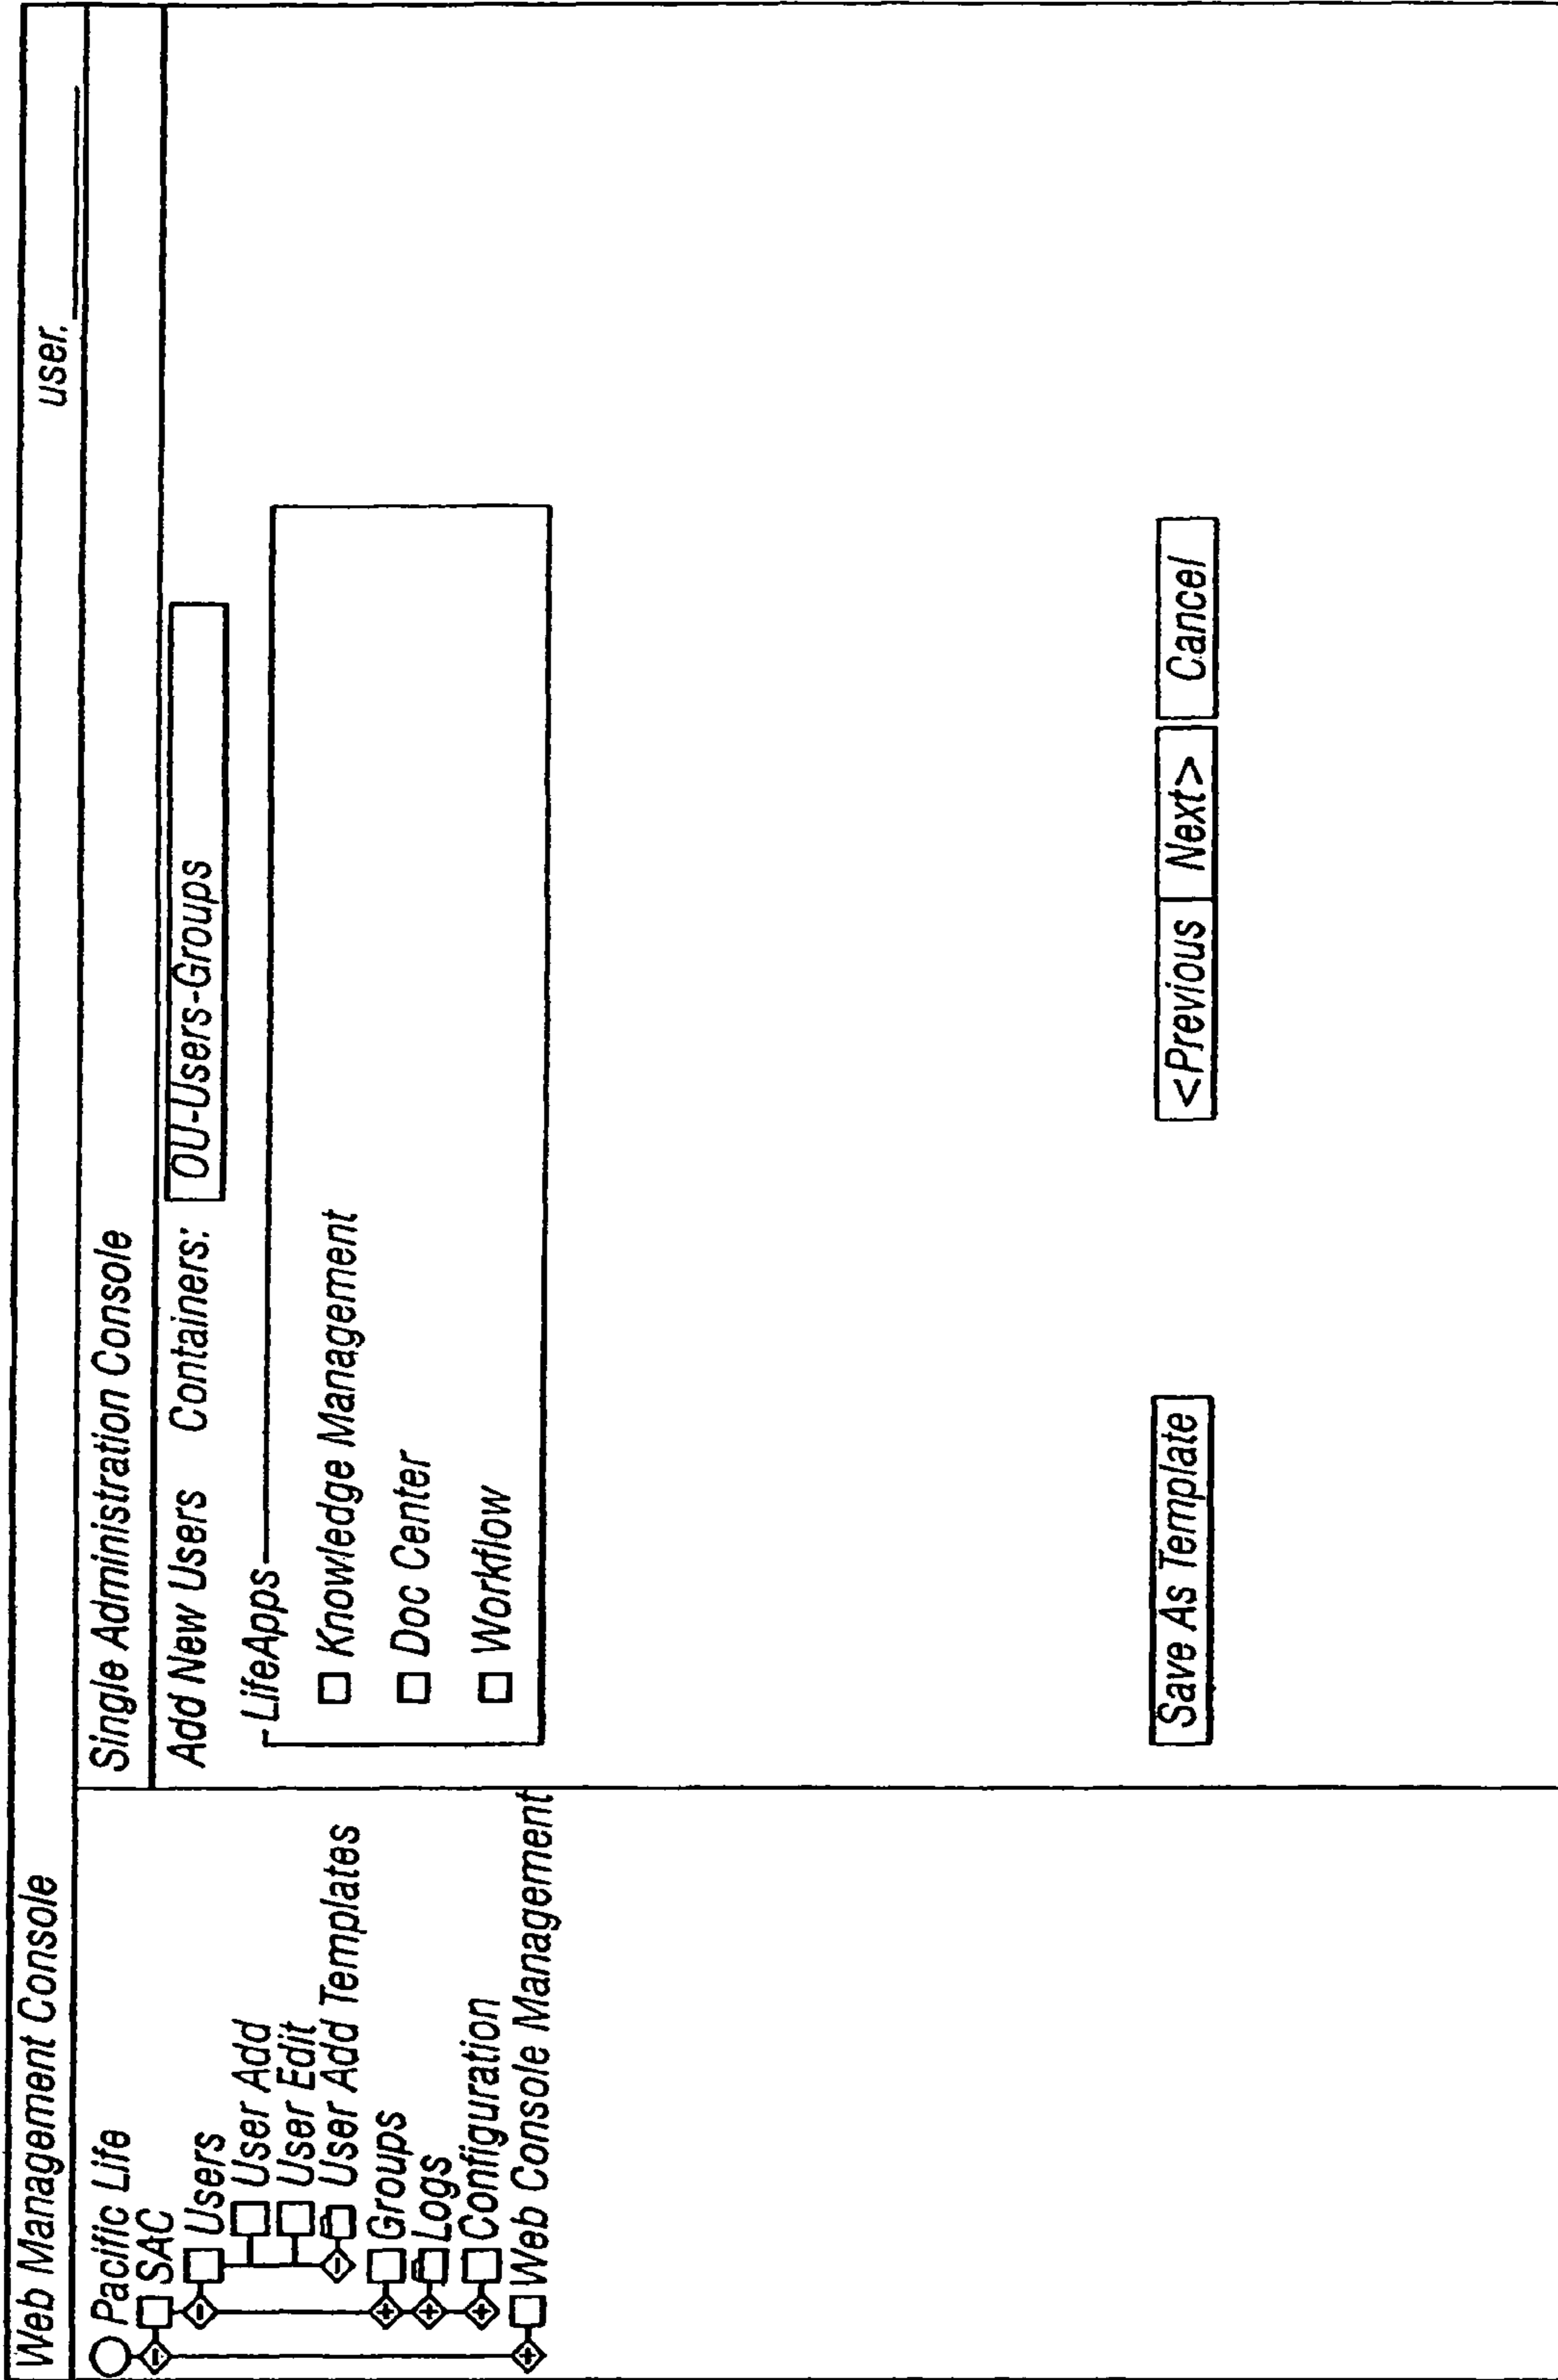 Web Management Console
user.
Pacific Life
SAC
Users
User Add
User Edit
User Add Templates
Groups
Logs
Configuration
Web Console Management
Single Administration Console
Add New Users Containers: OU-Users-Groups
LifeApps
Knowledge Management
Doc Center
Workflow
Save As Template <Previous Next> Cancel